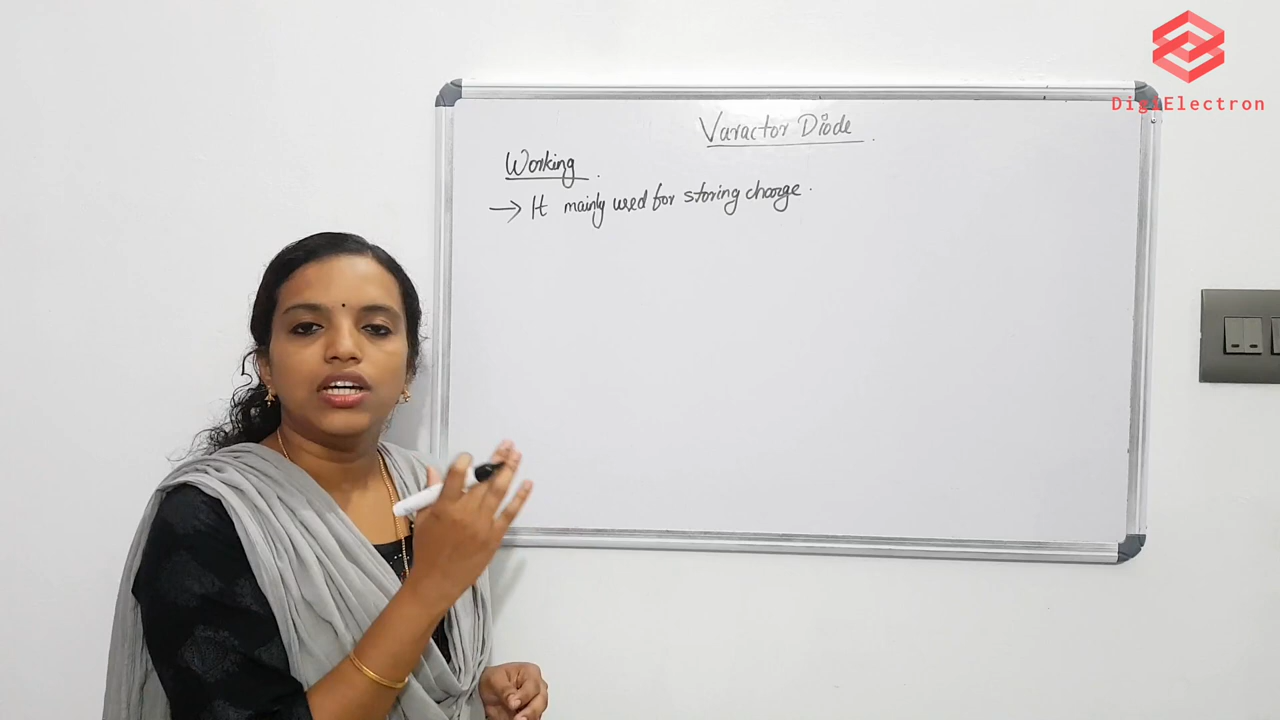 DigiElectron
Varactor Diode.
Working.
→ It mainly used for storing charge.